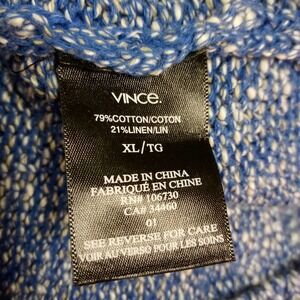 VINCE.
79%COTTON/COTON
21%LINEN/LIN
XL/TG
MADE IN CHINA
FABRIQUÉ EN CHINE
RN# 106730
CA# 34460
01
SEE REVERSE FOR CARE
VOIR AU VERSO POUR LES SOINS